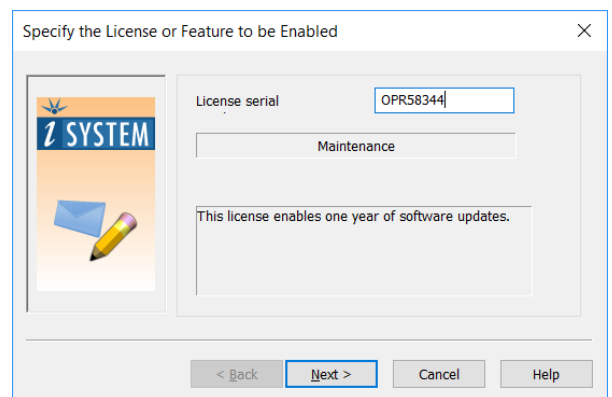 Specify the License or Feature to be Enabled
License serial OPR58344
i SYSTEM
Maintenance
This license enables one year of software updates.
< Back Next > Cancel Help